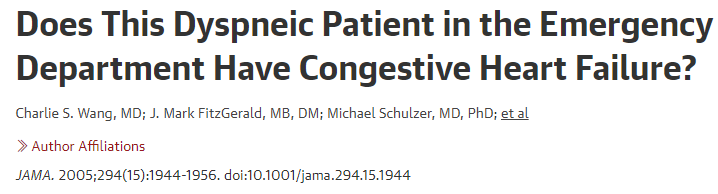 Does This Dyspneic Patient in the Emergency
Department Have Congestive Heart Failure?
Charlie S. Wang, MD; J. Mark FitzGerald, MB, DM; Michael Schulzer, MD, PhD; et al
Author Affiliations
JAMA. 2005;294(15):1944-1956. doi:10.1001/jama.294.15.1944